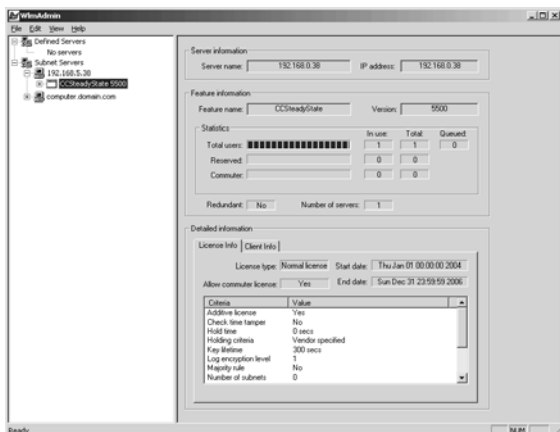 WlmAdmin
File Edit View Help
Defined Servers
No servers
Subnet Servers
192.168.5.38
CCSteadyState 5500
computer.domain.com
Server information
Server name: 192.168.0.38 IP address: 192.168.0.38
Feature information
Feature name: CCSteadyState Version: 5500
Statistics
In use: Total: Queued:
Total users: 1 1 0
Reserved: 0 0
Commuter: 0 0
Redundant: No Number of servers: 1
Detailed information
License Info Client Info
License type: Normal license Start date: Thu Jan 01 00:00:00 2004
Allow commuter license: Yes End date: Sun Dec 31 23:59:59 2006
Criteria Value
Additive license Yes
Check time tamper No
Hold time 0 secs
Holding criteria Vendor specified
Key lifetime 300 secs
Log encryption level 1
Majority rule No
Number of subnets 0
Ready NUM